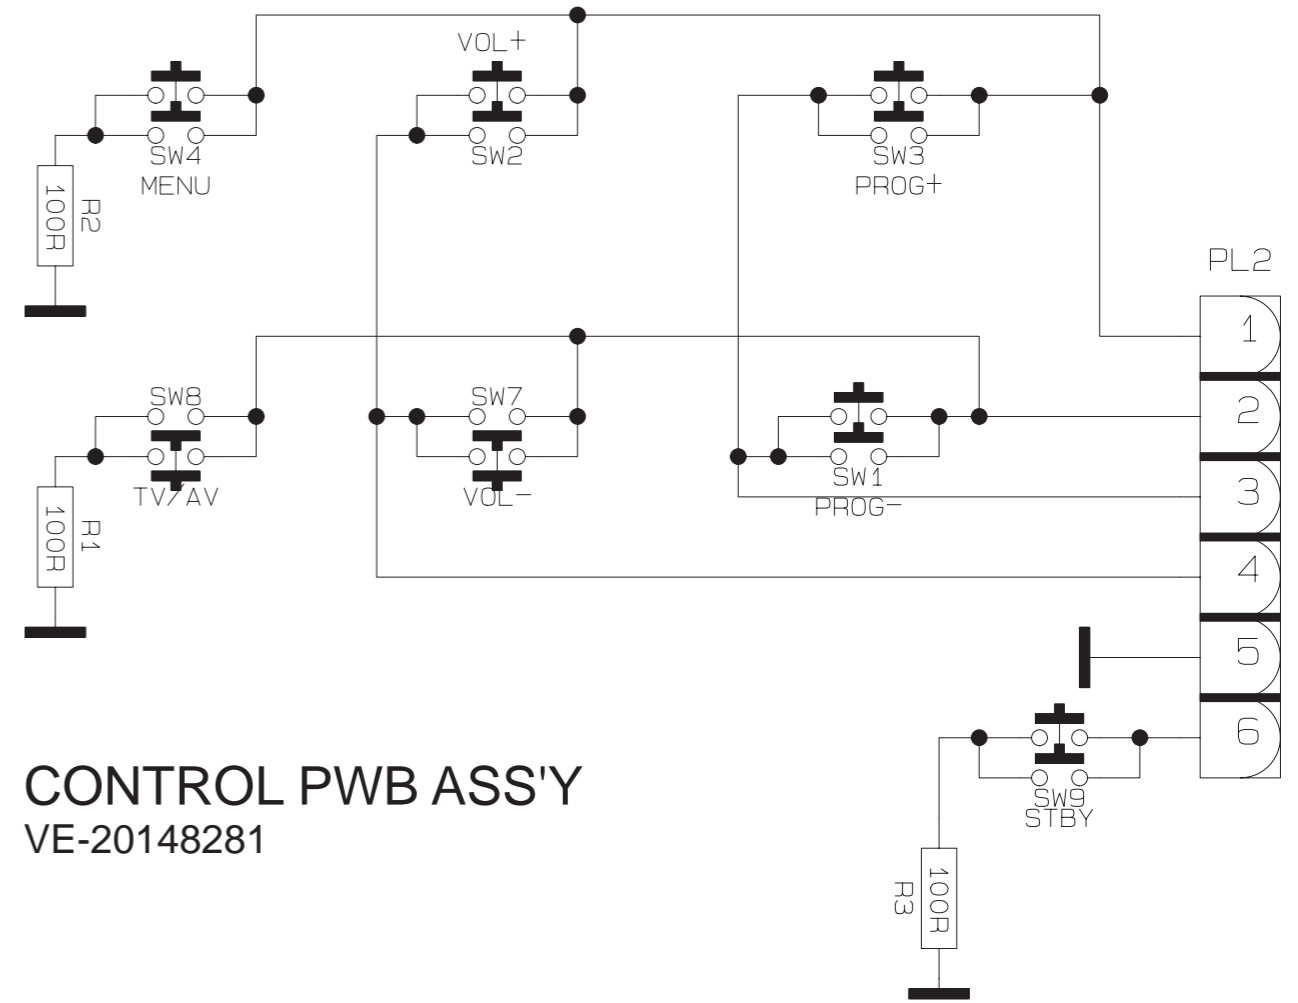 VOL+
SW4
MENU
SW2
SW3
PROG+
R2
100R
PL2
1
2
3
4
5
6
SW8
TV/AV
SW7
VOL-
SW1
PROG-
R1
100R
SW9
STBY
R3
100R
CONTROL PWB ASS'Y
VE-20148281